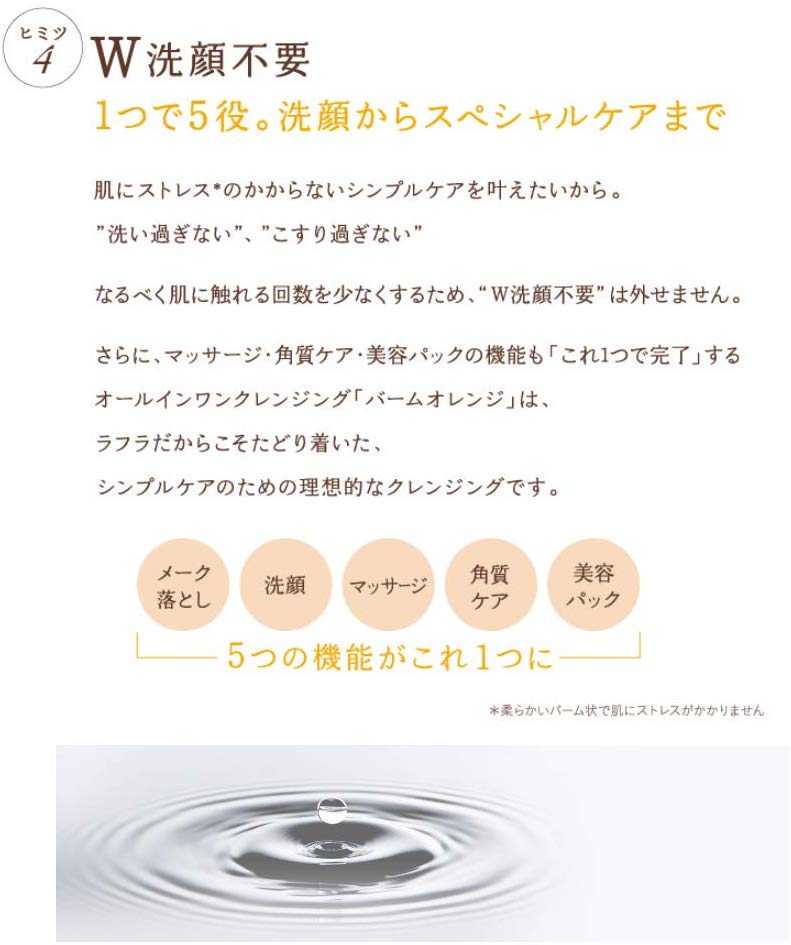 ヒミツ
4
W洗顔不要
1つで5役。洗顔からスペシャルケアまで
肌にストレス*のかからないシンプルケアを叶えたいから。
”洗い過ぎない”、”こすり過ぎない”
なるべく肌に触れる回数を少なくするため、“W洗顔不要”は外せません。
さらに、マッサージ・角質ケア・美容パックの機能も「これ1つで完了」する
オールインワンクレンジング「バームオレンジ」は、
ラフラだからこそたどり着いた、
シンプルケアのための理想的なクレンジングです。
メーク
落とし
洗顔
マッサージ
角質
ケア
美容
パック
5つの機能がこれ1つに
*柔らかいバーム状で肌にストレスがかかりません